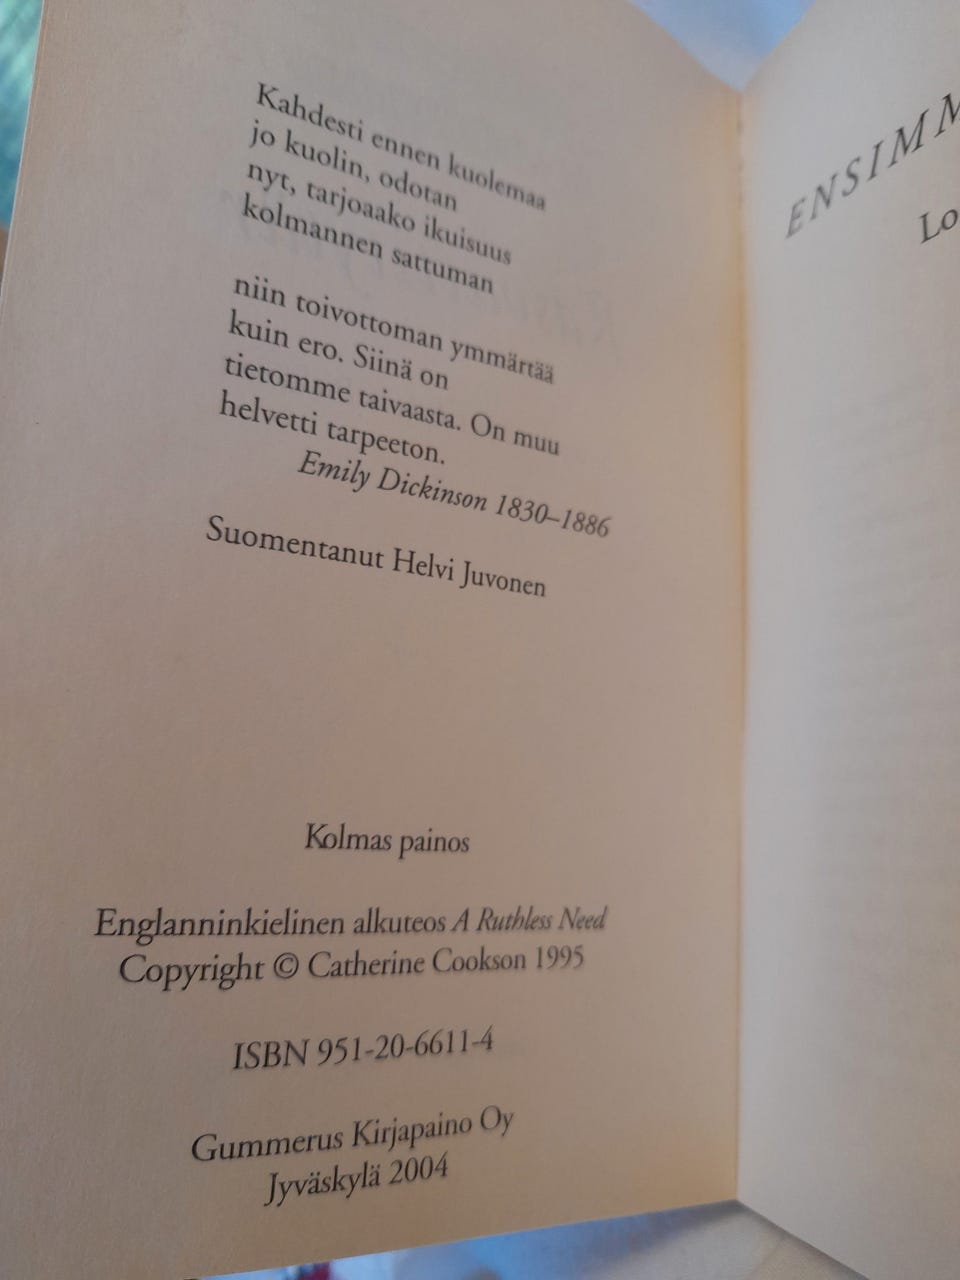 Kahdesti ennen kuolemaa
jo kuolin, odotan
nyt, tarjoaako ikuisuus
kolmannen sattuman
niin toivottoman ymmärtää
kuin ero. Siinä on
tietomme taivaasta. On muu
helvetti tarpeeton.
Emily Dickinson 1830–1886
Suomentanut Helvi Juvonen
Kolmas painos
Englanninkielinen alkuteos A Ruthless Need
Copyright © Catherine Cookson 1995
ISBN 951-20-6611-4
Gummerus Kirjapaino Oy
Jyväskylä 2004